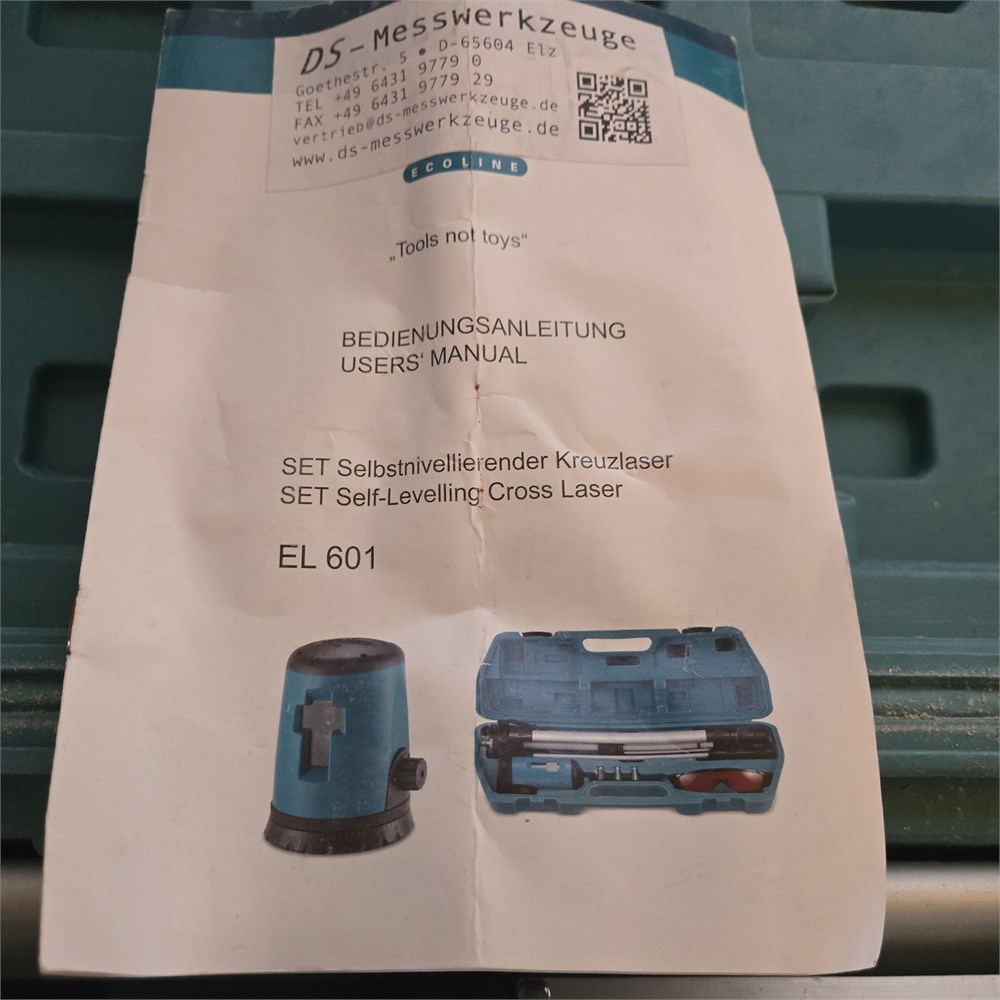 DS-Messwerkzeuge
Goethestr. 5 • D-65604 Elz
TEL +49 6431 9779 0
FAX +49 6431 9779 29
vertrieb@ds-messwerkzeuge.de
www.ds-messwerkzeuge.de
ECOLINE
„Tools not toys“
BEDIENUNGSANLEITUNG
USERS‘ MANUAL
SET Selbstnivellierender Kreuzlaser
SET Self-Levelling Cross Laser
EL 601